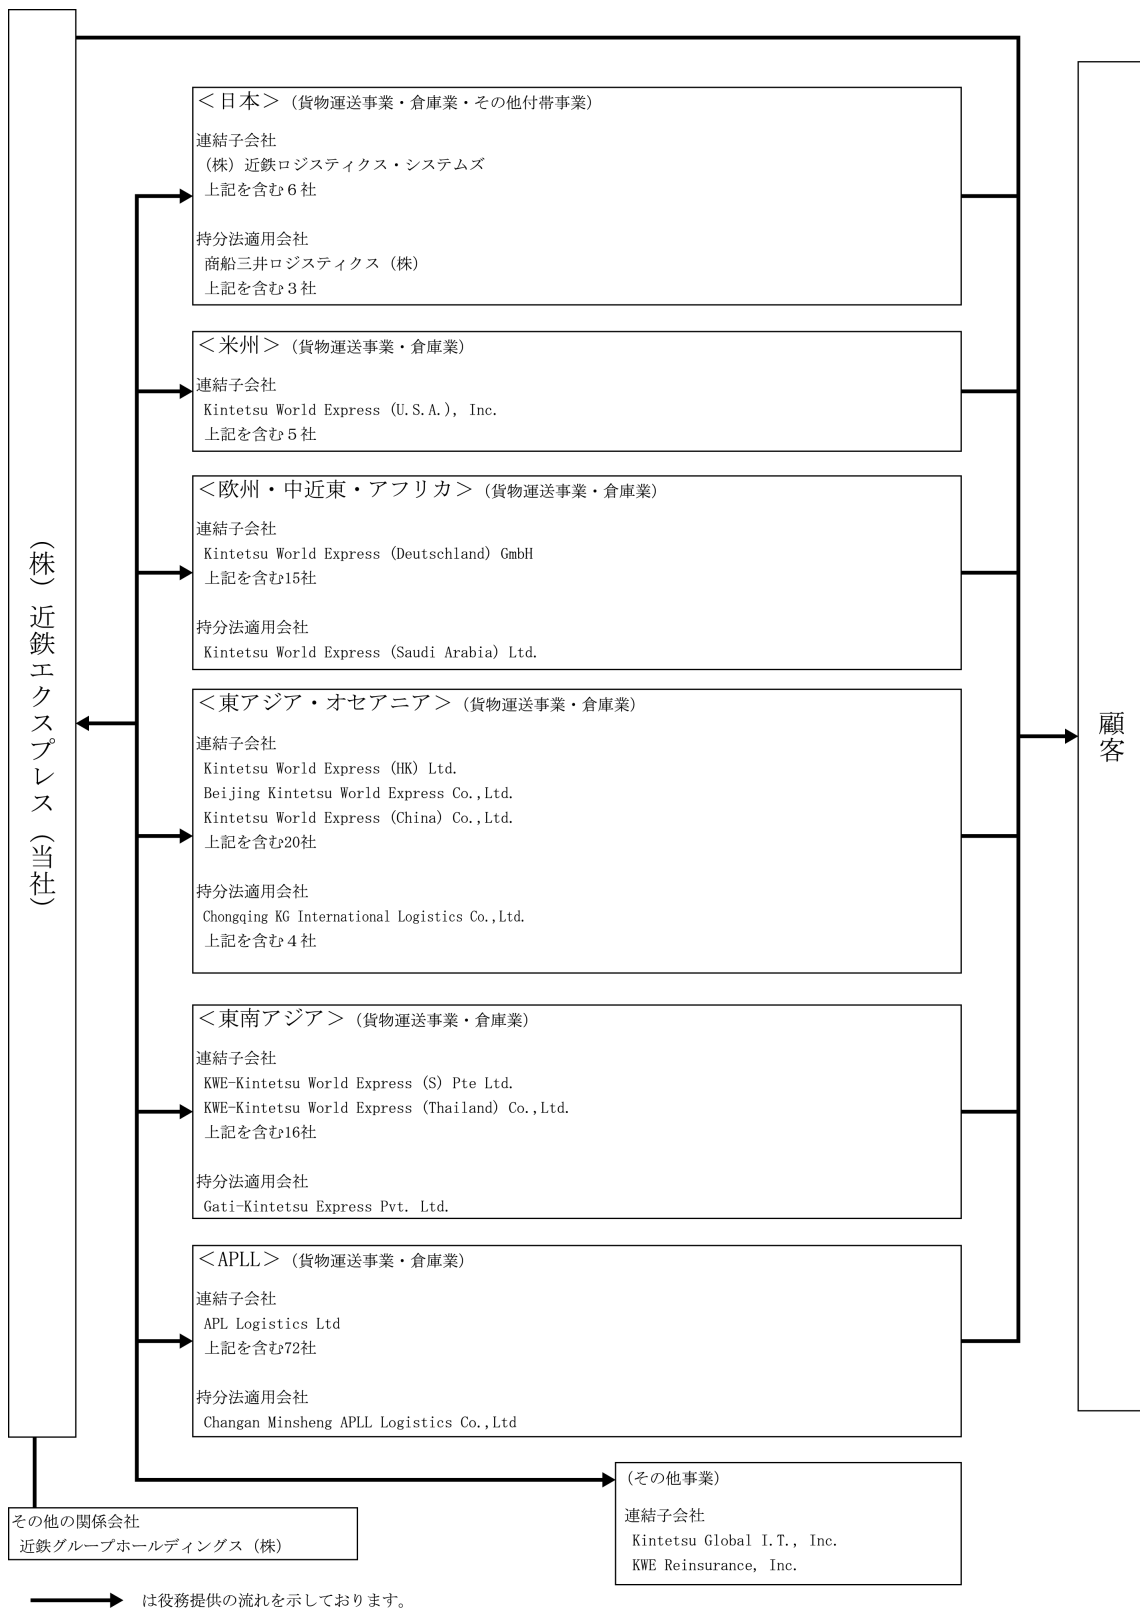 （株）近鉄エクスプレス（当社）
＜日本＞（貨物運送事業・倉庫業・その他付帯事業）
連結子会社
（株）近鉄ロジスティクス・システムズ
上記を含む６社
持分法適用会社
商船三井ロジスティクス（株）
上記を含む３社
＜米州＞（貨物運送事業・倉庫業）
連結子会社
Kintetsu World Express (U.S.A.), Inc.
上記を含む５社
＜欧州・中近東・アフリカ＞（貨物運送事業・倉庫業）
連結子会社
Kintetsu World Express (Deutschland) GmbH
上記を含む15社
持分法適用会社
Kintetsu World Express (Saudi Arabia) Ltd.
＜東アジア・オセアニア＞（貨物運送事業・倉庫業）
連結子会社
Kintetsu World Express (HK) Ltd.
Beijing Kintetsu World Express Co.,Ltd.
Kintetsu World Express (China) Co.,Ltd.
上記を含む20社
持分法適用会社
Chongqing KG International Logistics Co.,Ltd.
上記を含む４社
＜東南アジア＞（貨物運送事業・倉庫業）
連結子会社
KWE-Kintetsu World Express (S) Pte Ltd.
KWE-Kintetsu World Express (Thailand) Co.,Ltd.
上記を含む16社
持分法適用会社
Gati-Kintetsu Express Pvt. Ltd.
＜APLL＞（貨物運送事業・倉庫業）
連結子会社
APL Logistics Ltd
上記を含む72社
持分法適用会社
Changan Minsheng APLL Logistics Co.,Ltd
顧客
（その他事業）
連結子会社
Kintetsu Global I.T., Inc.
KWE Reinsurance, Inc.
その他の関係会社
近鉄グループホールディングス（株）
は役務提供の流れを示しております。